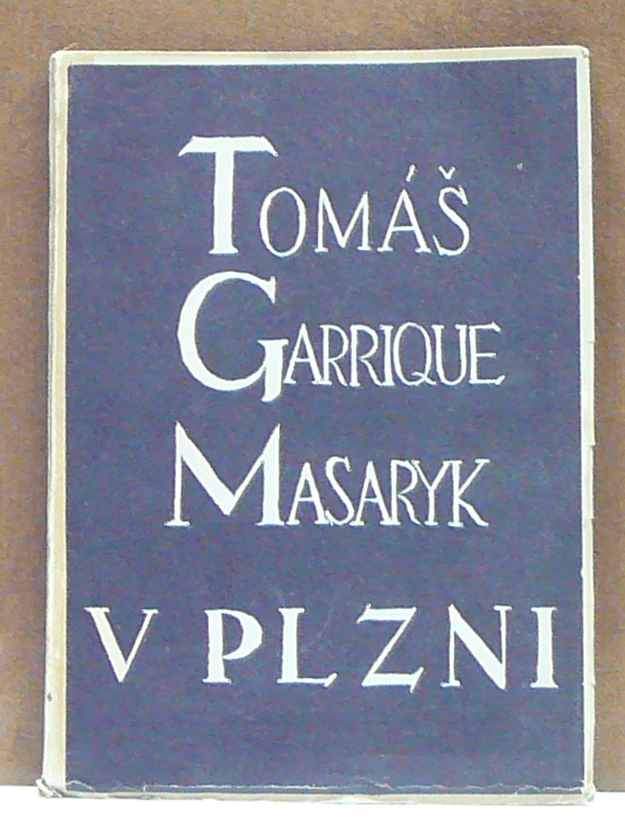 TOMÁŠ
GARRIQUE
MASARYK
V PLZNI